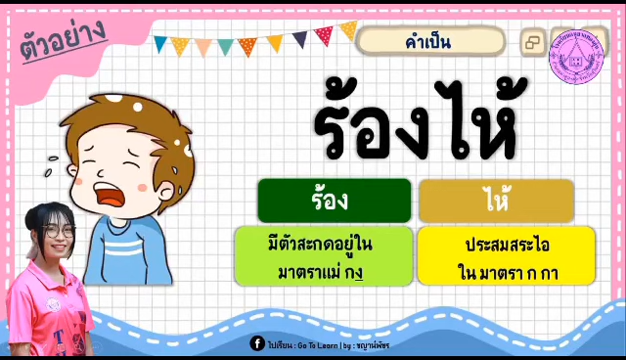 ตัวอย่าง
คำเป็น
ร้องไห้
ร้อง
ไห้
มีตัวสะกดอยู่ใน
มาตราแม่ กง
ประสมสระไอ
ใน มาตรา ก กา
ไปเรียน : Go To Learn | by : ชญาน์พัชร